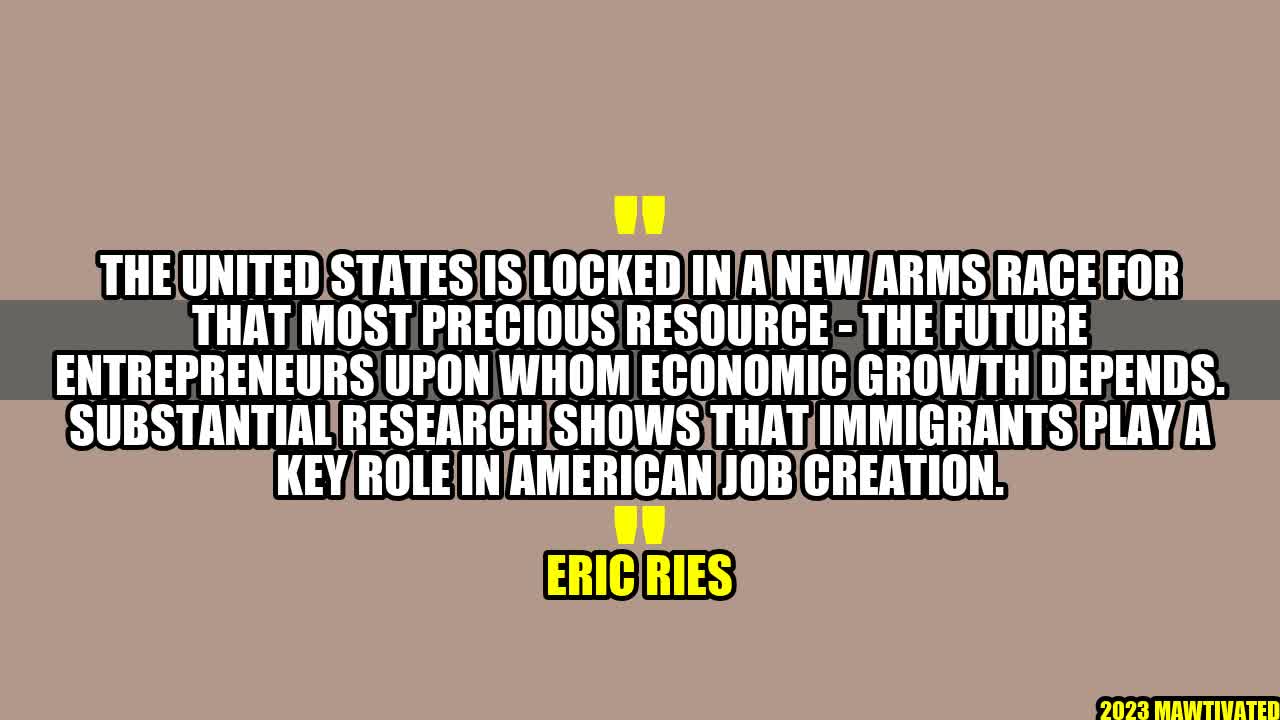 "
THE UNITED STATES IS LOCKED IN A NEW ARMS RACE FOR
THAT MOST PRECIOUS RESOURCE - THE FUTURE
ENTREPRENEURS UPON WHOM ECONOMIC GROWTH DEPENDS.
SUBSTANTIAL RESEARCH SHOWS THAT IMMIGRANTS PLAY A
KEY ROLE IN AMERICAN JOB CREATION.
"
ERIC RIES
2023 MAWTIVATED